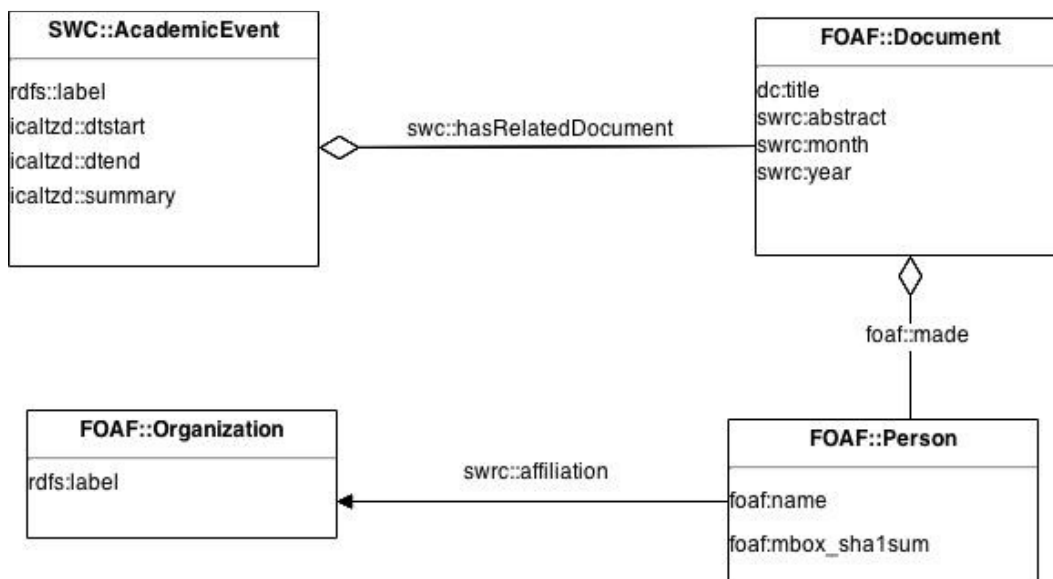 SWC::AcademicEvent
rdfs::label
icaltzd::dtstart
icaltzd::dtend
icaltzd::summary
swc::hasRelatedDocument
FOAF::Document
dc:title
swrc:abstract
swrc:month
swrc:year
foaf::made
FOAF::Organization
rdfs:label
swrc::affiliation
FOAF::Person
foaf:name
foaf:mbox_sha1sum